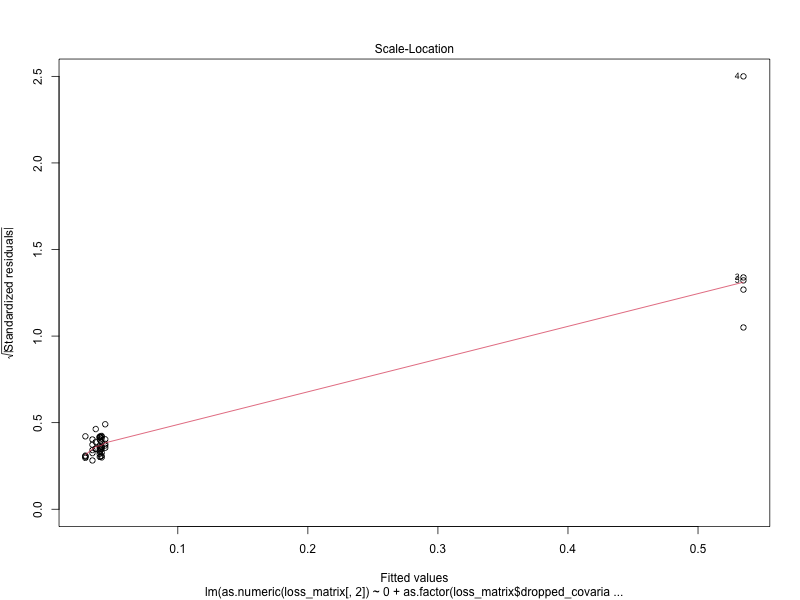 Scale-Location
√|Standardized residuals|
2.5
2.0
1.5
1.0
0.5
0.0
4
0.1 0.2 0.3 0.4 0.5
Fitted values
lm(as.numeric(loss_matrix[, 2]) ~ 0 + as.factor(loss_matrix$dropped_covaria ...